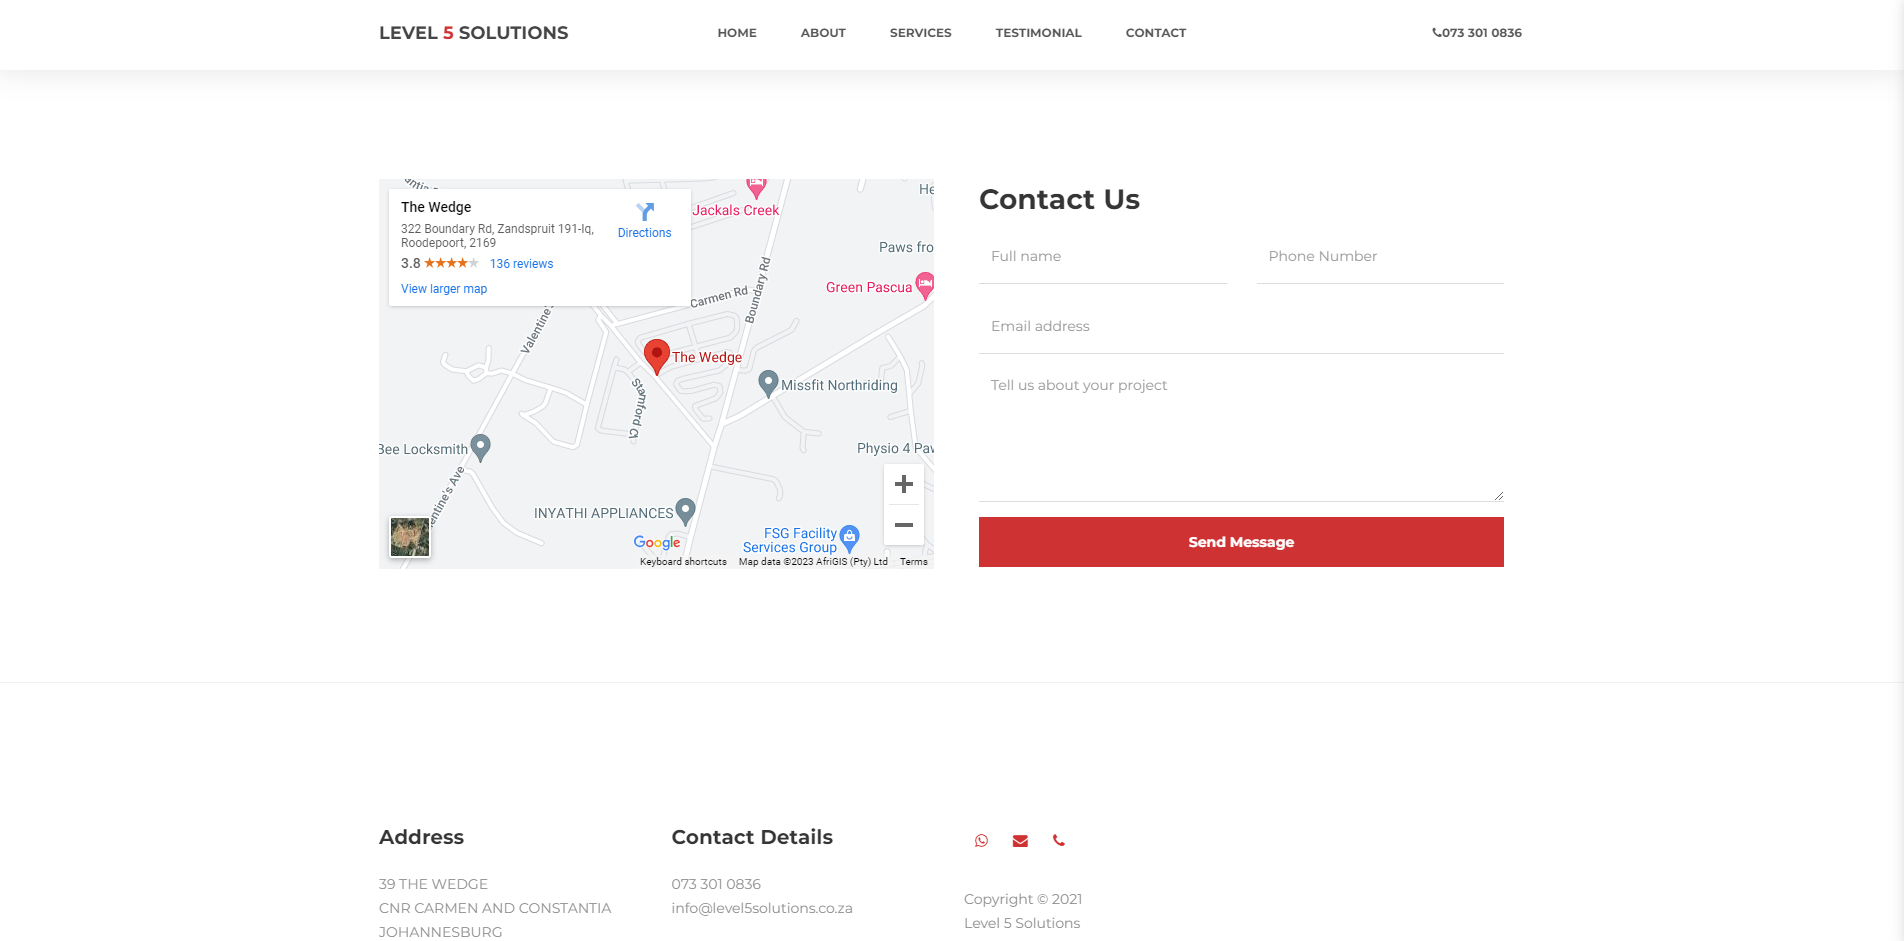 LEVEL 5 SOLUTIONS
HOME
ABOUT
SERVICES
TESTIMONIAL
CONTACT
073 301 0836
The Wedge
322 Boundary Rd, Zandspruit 191-Iq,
Roodepoort, 2169
3.8
136 reviews
View larger map
Directions
Jackals Creek
Paws fro
Green Pascua
Carmen Rd
Boundary Rd
Valentine's
The Wedge
Missfit Northriding
Stamford Ct
Bee Locksmith
Physio 4 Paw
entine's Ave
INYATHI APPLIANCES
FSG Facility
Services Group
Google
Keyboard shortcuts
Map data ©2023 AfriGIS (Pty) Ltd
Terms
Contact Us
Full name
Phone Number
Email address
Tell us about your project
Send Message
Address
39 THE WEDGE
CNR CARMEN AND CONSTANTIA
JOHANNESBURG
Contact Details
073 301 0836
info@level5solutions.co.za
Copyright © 2021
Level 5 Solutions